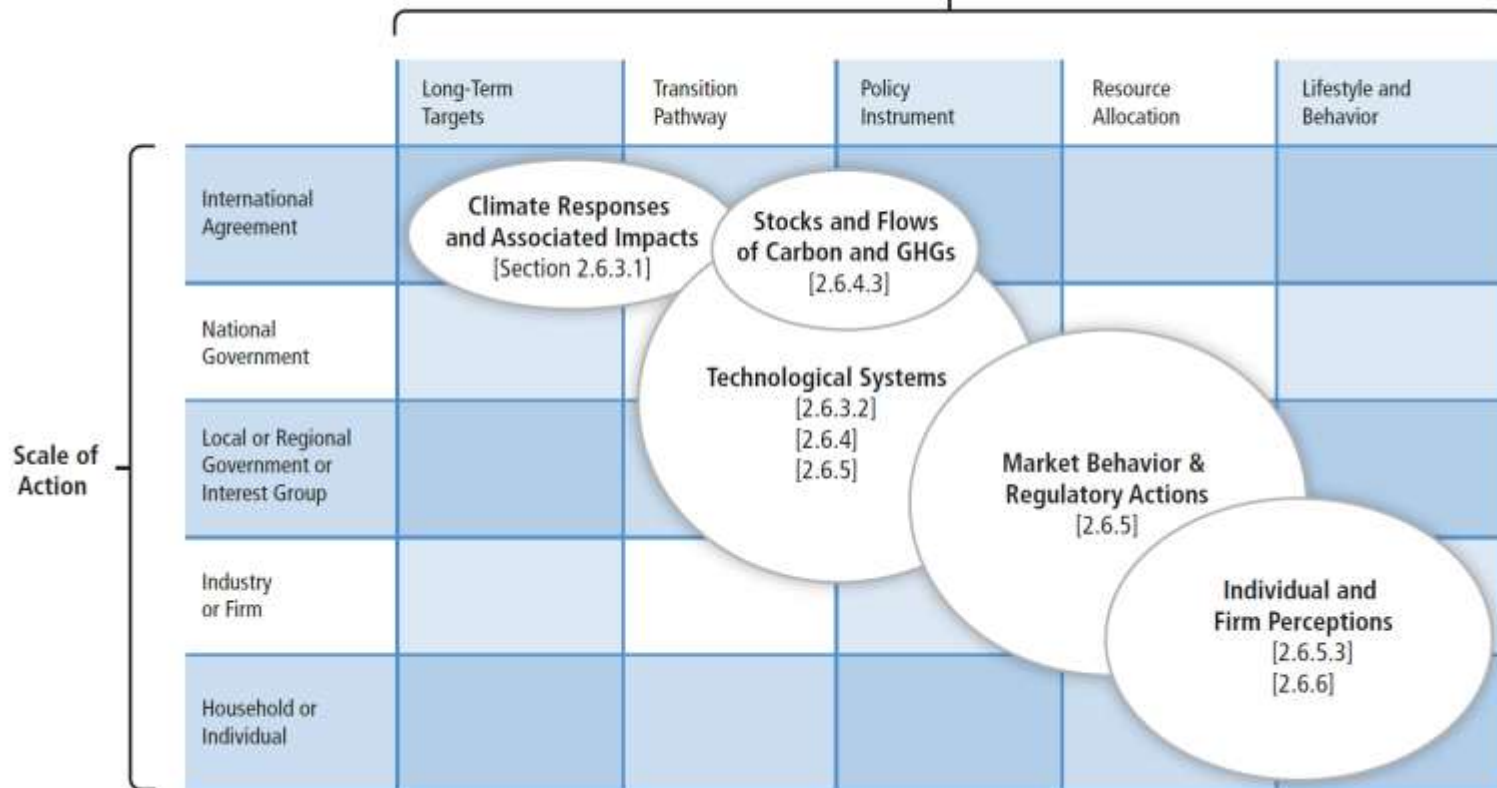 Long-Term
Targets
Transition
Pathway
Policy
Instrument
Resource
Allocation
Lifestyle and
Behavior
Scale of
Action
International
Agreement
National
Government
Local or Regional
Government or
Interest Group
Industry
or Firm
Household or
Individual
Climate Responses
and Associated Impacts
[Section 2.6.3.1]
Stocks and Flows
of Carbon and GHGs
[2.6.4.3]
Technological Systems
[2.6.3.2]
[2.6.4]
[2.6.5]
Market Behavior &
Regulatory Actions
[2.6.5]
Individual and
Firm Perceptions
[2.6.5.3]
[2.6.6]